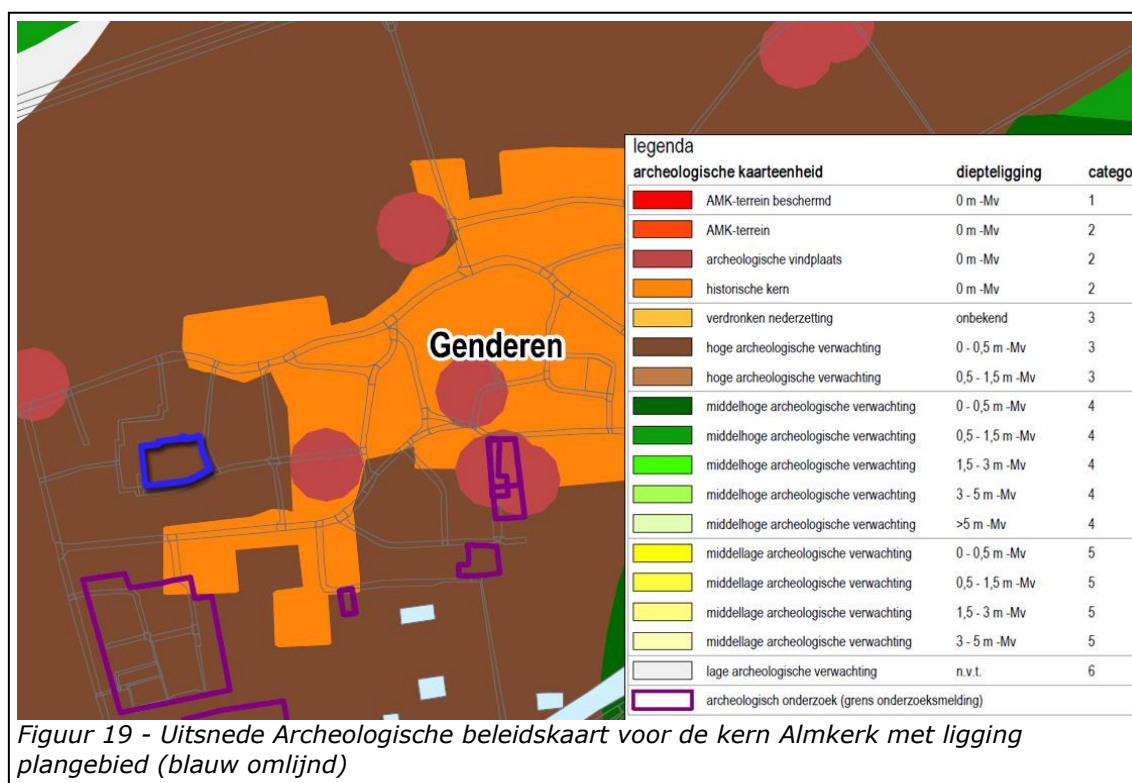 Genderen
legenda
archeologische kaarteenheid diepteligging catego
AMK-terrein beschermd 0 m -Mv 1
AMK-terrein 0 m -Mv 2
archeologische vindplaats 0 m -Mv 2
historische kern 0 m -Mv 2
verdronken nederzetting onbekend 3
hoge archeologische verwachting 0 - 0,5 m -Mv 3
hoge archeologische verwachting 0,5 - 1,5 m -Mv 3
middelhoge archeologische verwachting 0 - 0,5 m -Mv 4
middelhoge archeologische verwachting 0,5 - 1,5 m -Mv 4
middelhoge archeologische verwachting 1,5 - 3 m -Mv 4
middelhoge archeologische verwachting 3 - 5 m -Mv 4
middelhoge archeologische verwachting >5 m -Mv 4
middellage archeologische verwachting 0 - 0,5 m -Mv 5
middellage archeologische verwachting 0,5 - 1,5 m -Mv 5
middellage archeologische verwachting 1,5 - 3 m -Mv 5
middellage archeologische verwachting 3 - 5 m -Mv 5
lage archeologische verwachting n.v.t. 6
archeologisch onderzoek (grens onderzoeksmelding)
Figuur 19 - Uitsnede Archeologische beleidskaart voor de kern Almkerk met ligging
plangebied (blauw omlijnd)